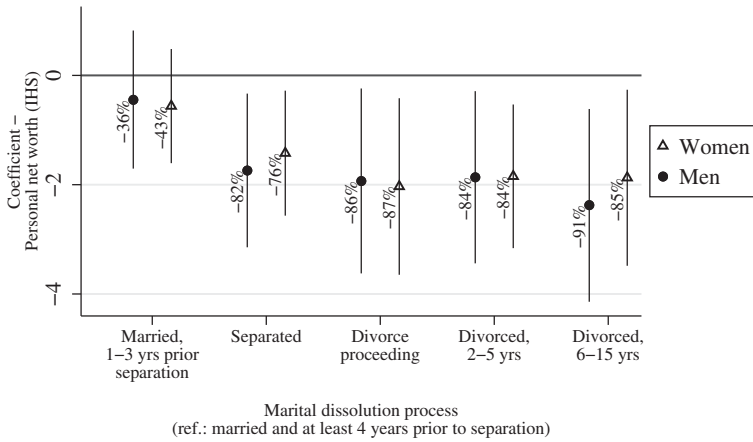 Coefficient –
Personal net worth (IHS)
0
−2
−4
−36%
−43%
−82%
−76%
−86%
−87%
−84%
−84%
−91%
−85%
Women
Men
Married,
1–3 yrs prior
separation
Separated
Divorce
proceeding
Divorced,
2–5 yrs
Divorced,
6–15 yrs
Marital dissolution process
(ref.: married and at least 4 years prior to separation)